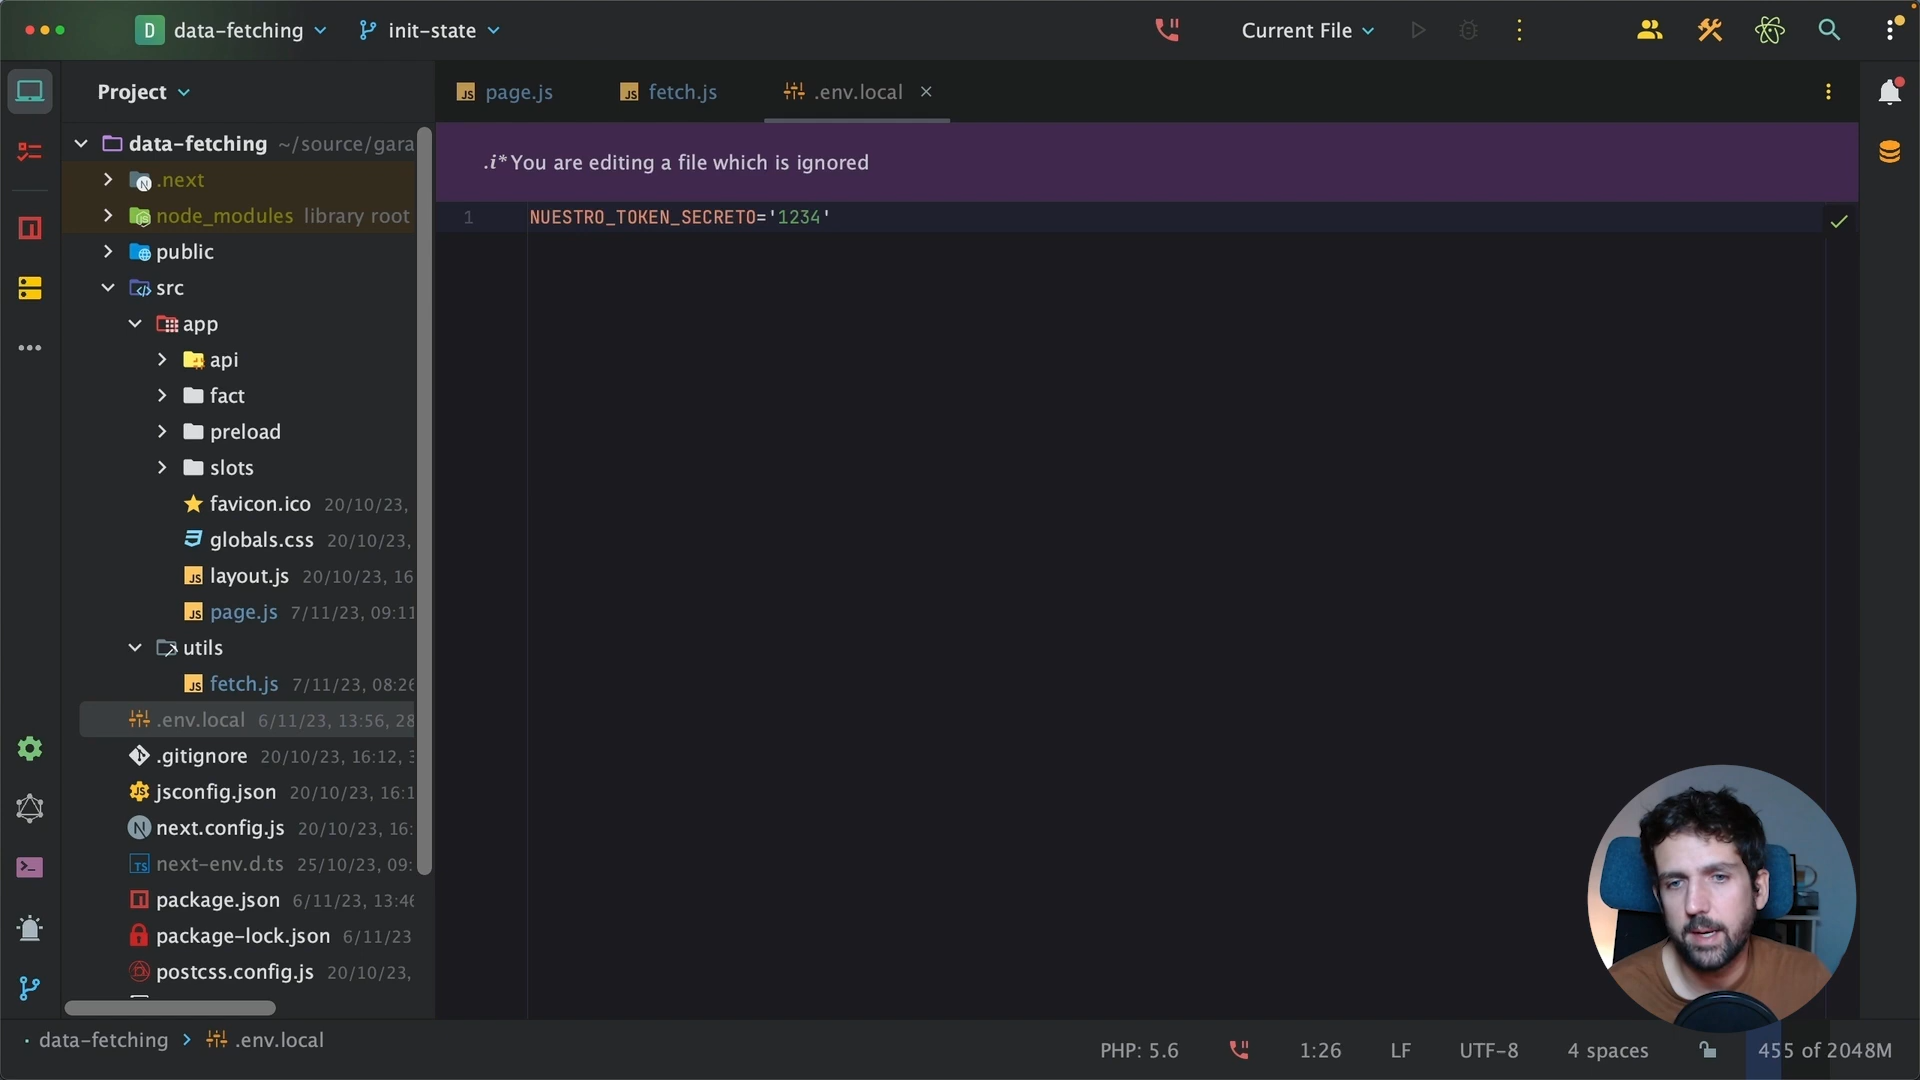 D data-fetching init-state Current File
Project
page.js fetch.js .env.local
data-fetching ~/source/gara
.i* You are editing a file which is ignored
.next
node_modules library root
1 NUESTRO_TOKEN_SECRETO='1234'
public
src
app
api
fact
preload
slots
favicon.ico 20/10/23,
globals.css 20/10/23,
layout.js 20/10/23, 16
page.js 7/11/23, 09:11
utils
fetch.js 7/11/23, 08:26
.env.local 6/11/23, 13:56, 28
.gitignore 20/10/23, 16:12, 3
jsconfig.json 20/10/23, 16:1
next.config.js 20/10/23, 16:
next-env.d.ts 25/10/23, 09:
package.json 6/11/23, 13:46
package-lock.json 6/11/23
postcss.config.js 20/10/23,
data-fetching .env.local
PHP: 5.6 1:26 LF UTF-8 4 spaces 455 of 2048M